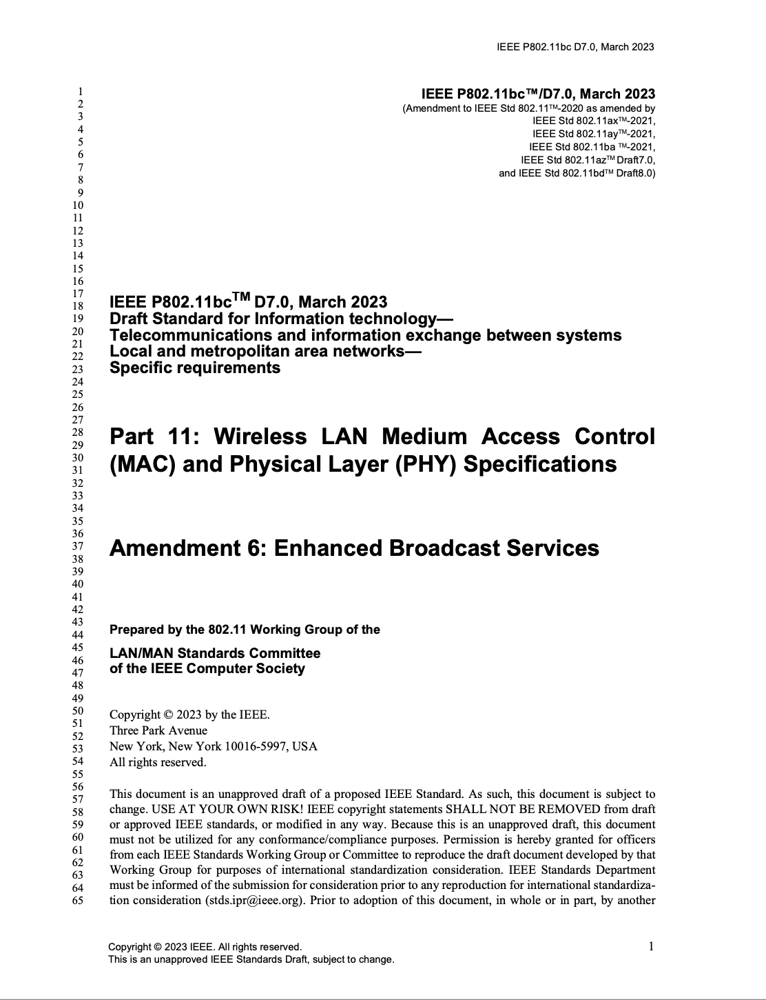 IEEE P802.11bc D7.0, March 2023
1
2
3
4
5
6
7
8
9
10
11
12
13
14
15
16
17
18
19
20
21
22
23
24
25
26
27
28
29
30
31
32
33
34
35
36
37
38
39
40
41
42
43
44
45
46
47
48
49
50
51
52
53
54
55
56
57
58
59
60
61
62
63
64
65
IEEE P802.11bc™/D7.0, March 2023
(Amendment to IEEE Std 802.11™-2020 as amended by
IEEE Std 802.11ax™-2021,
IEEE Std 802.11ay™-2021,
IEEE Std 802.11ba ™-2021,
IEEE Std 802.11az™ Draft7.0,
and IEEE Std 802.11bd™ Draft8.0)
IEEE P802.11bc™ D7.0, March 2023
Draft Standard for Information technology—
Telecommunications and information exchange between systems
Local and metropolitan area networks—
Specific requirements
Part 11: Wireless LAN Medium Access Control
(MAC) and Physical Layer (PHY) Specifications
Amendment 6: Enhanced Broadcast Services
Prepared by the 802.11 Working Group of the
LAN/MAN Standards Committee
of the IEEE Computer Society
Copyright © 2023 by the IEEE.
Three Park Avenue
New York, New York 10016-5997, USA
All rights reserved.
This document is an unapproved draft of a proposed IEEE Standard. As such, this document is subject to
change. USE AT YOUR OWN RISK! IEEE copyright statements SHALL NOT BE REMOVED from draft
or approved IEEE standards, or modified in any way. Because this is an unapproved draft, this document
must not be utilized for any conformance/compliance purposes. Permission is hereby granted for officers
from each IEEE Standards Working Group or Committee to reproduce the draft document developed by that
Working Group for purposes of international standardization consideration. IEEE Standards Department
must be informed of the submission for consideration prior to any reproduction for international standardiza-
tion consideration (stds.ipr@ieee.org). Prior to adoption of this document, in whole or in part, by another
Copyright © 2023 IEEE. All rights reserved.
This is an unapproved IEEE Standards Draft, subject to change.
1